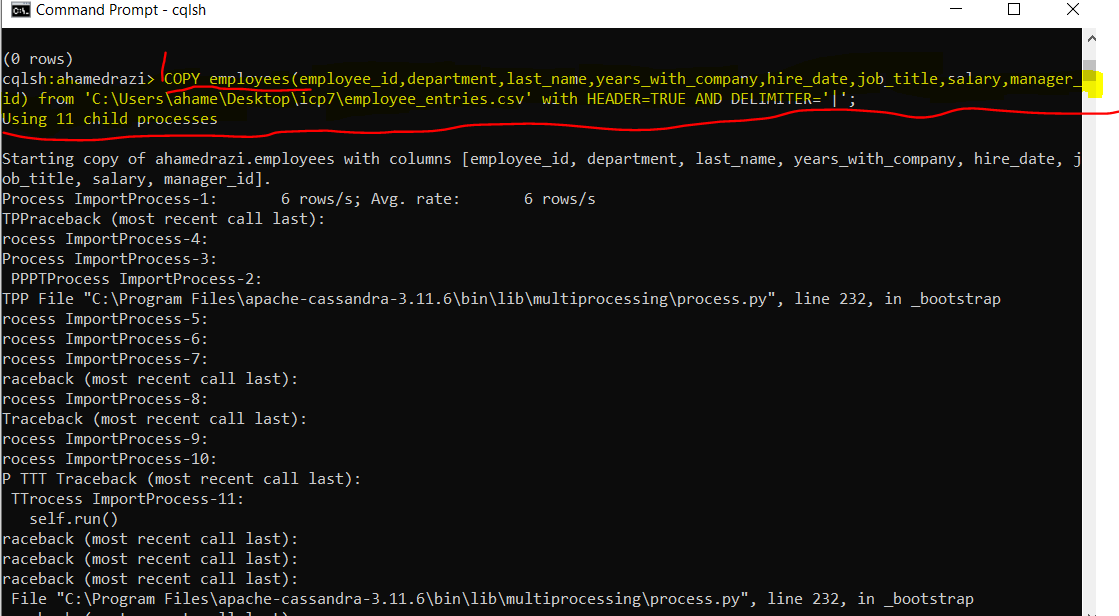 Command Prompt - cqlsh
(0 rows)
cqlsh:ahamedrazi> COPY employees(employee_id,department,last_name,years_with_company,hire_date,job_title,salary,manager_
id) from 'C:\Users\ahame\Desktop\icp7\employee_entries.csv' with HEADER=TRUE AND DELIMITER='|';
Using 11 child processes
Starting copy of ahamedrazi.employees with columns [employee_id, department, last_name, years_with_company, hire_date, j
ob_title, salary, manager_id].
Process ImportProcess-1:       6 rows/s; Avg. rate:       6 rows/s
TPPraceback (most recent call last):
rocess ImportProcess-4:
Process ImportProcess-3:
 PPPTProcess ImportProcess-2:
TPP File "C:\Program Files\apache-cassandra-3.11.6\bin\lib\multiprocessing\process.py", line 232, in _bootstrap
rocess ImportProcess-5:
rocess ImportProcess-6:
rocess ImportProcess-7:
raceback (most recent call last):
rocess ImportProcess-8:
Traceback (most recent call last):
rocess ImportProcess-9:
rocess ImportProcess-10:
P TTT Traceback (most recent call last):
 TTrocess ImportProcess-11:
   self.run()
raceback (most recent call last):
raceback (most recent call last):
raceback (most recent call last):
 File "C:\Program Files\apache-cassandra-3.11.6\bin\lib\multiprocessing\process.py", line 232, in _bootstrap